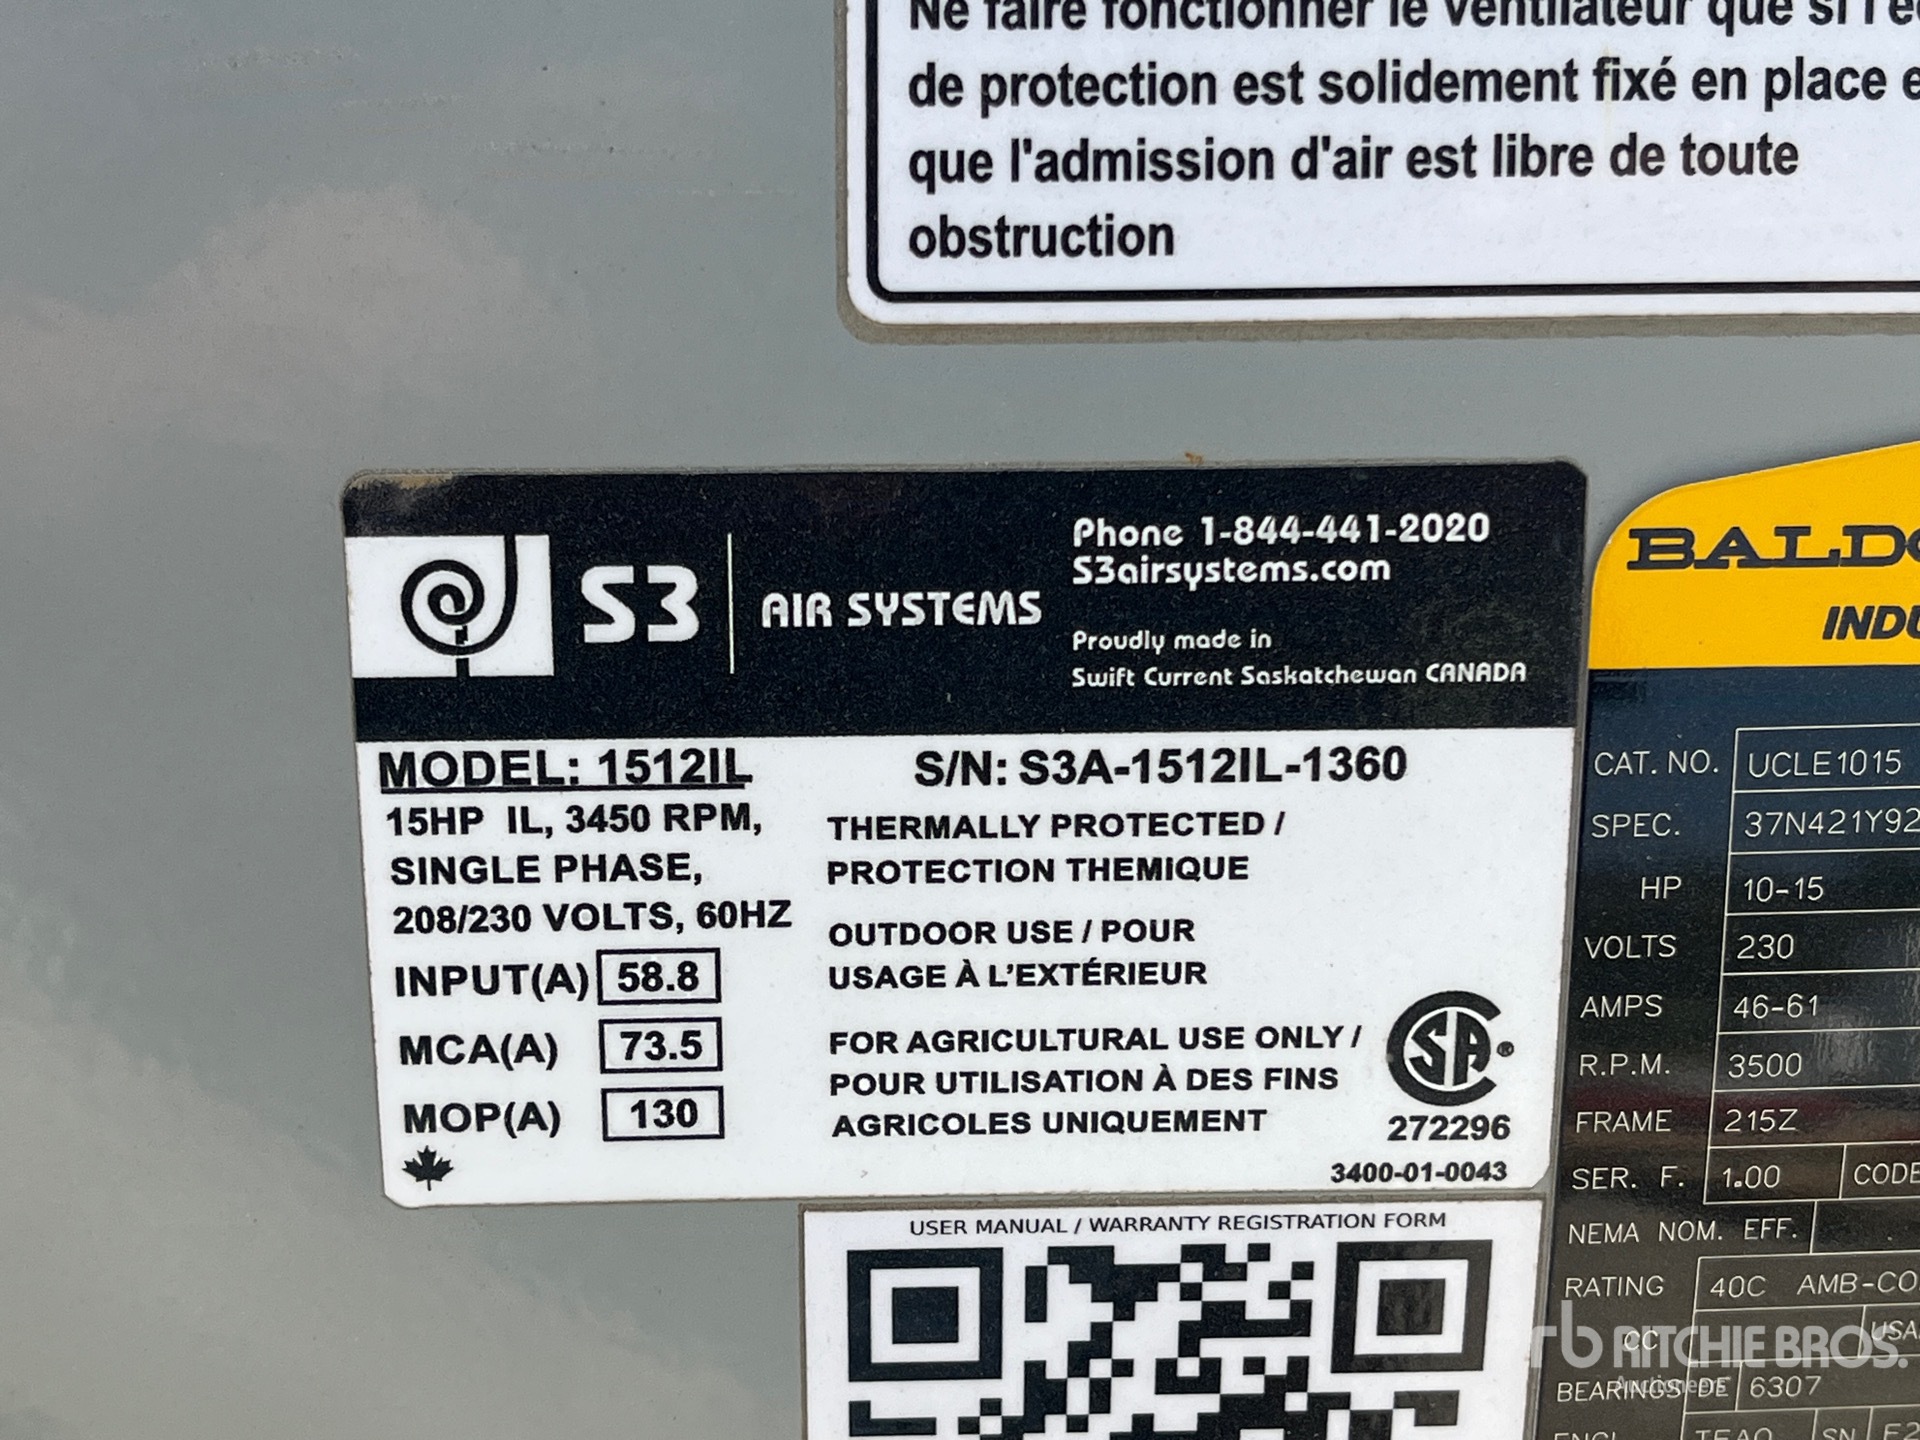 Ne faire fonctionner le ventilateur que si
de protection est solidement fixé en place
que l'admission d'air est libre de toute
obstruction
S3 AIR SYSTEMS
Phone 1-844-441-2020
S3airsystems.com
Proudly made in
Swift Current Saskatchewan CANADA
MODEL: 1512IL
15HP IL, 3450 RPM,
SINGLE PHASE,
208/230 VOLTS, 60HZ
INPUT(A) 58.8
MCA(A) 73.5
MOP(A) 130
S/N: S3A-1512IL-1360
THERMALLY PROTECTED /
PROTECTION THEMIQUE
OUTDOOR USE / POUR
USAGE À L'EXTÉRIEUR
FOR AGRICULTURAL USE ONLY /
POUR UTILISATION À DES FINS
AGRICOLES UNIQUEMENT
SA ®
272296
3400-01-0043
USER MANUAL / WARRANTY REGISTRATION FORM
CAT. NO. UCLE1015
SPEC. 37N421Y92
HP 10-15
VOLTS 230
AMPS 46-61
R.P.M. 3500
FRAME 215Z
SER. F. 1.00 CODE
NEMA NOM. EFF.
RATING 40C
CC USA
BEARINGS DE 6307
SN
rb RITCHIE BROS.
Auctioneers